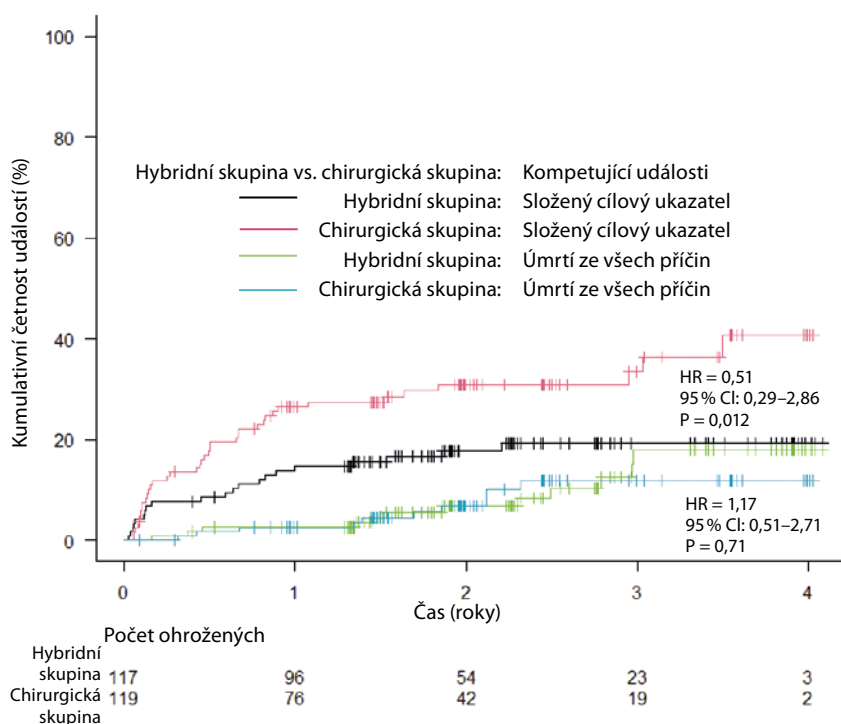 100
80
60
40
20
0
Kumulativní četnost událostí (%)
Hybridní skupina vs. chirurgická skupina: Kompetující události
Hybridní skupina: Složený cílový ukazatel
Chirurgická skupina: Složený cílový ukazatel
Hybridní skupina: Úmrtí ze všech příčin
Chirurgická skupina: Úmrtí ze všech příčin
HR = 0,51
95 % CI: 0,29–2,86
P = 0,012
HR = 1,17
95 % CI: 0,51–2,71
P = 0,71
0 1 2 3 4
Čas (roky)
Počet ohrožených
Hybridní
skupina 117 96 54 23 3
Chirurgická 119 76 42 19 2
skupina